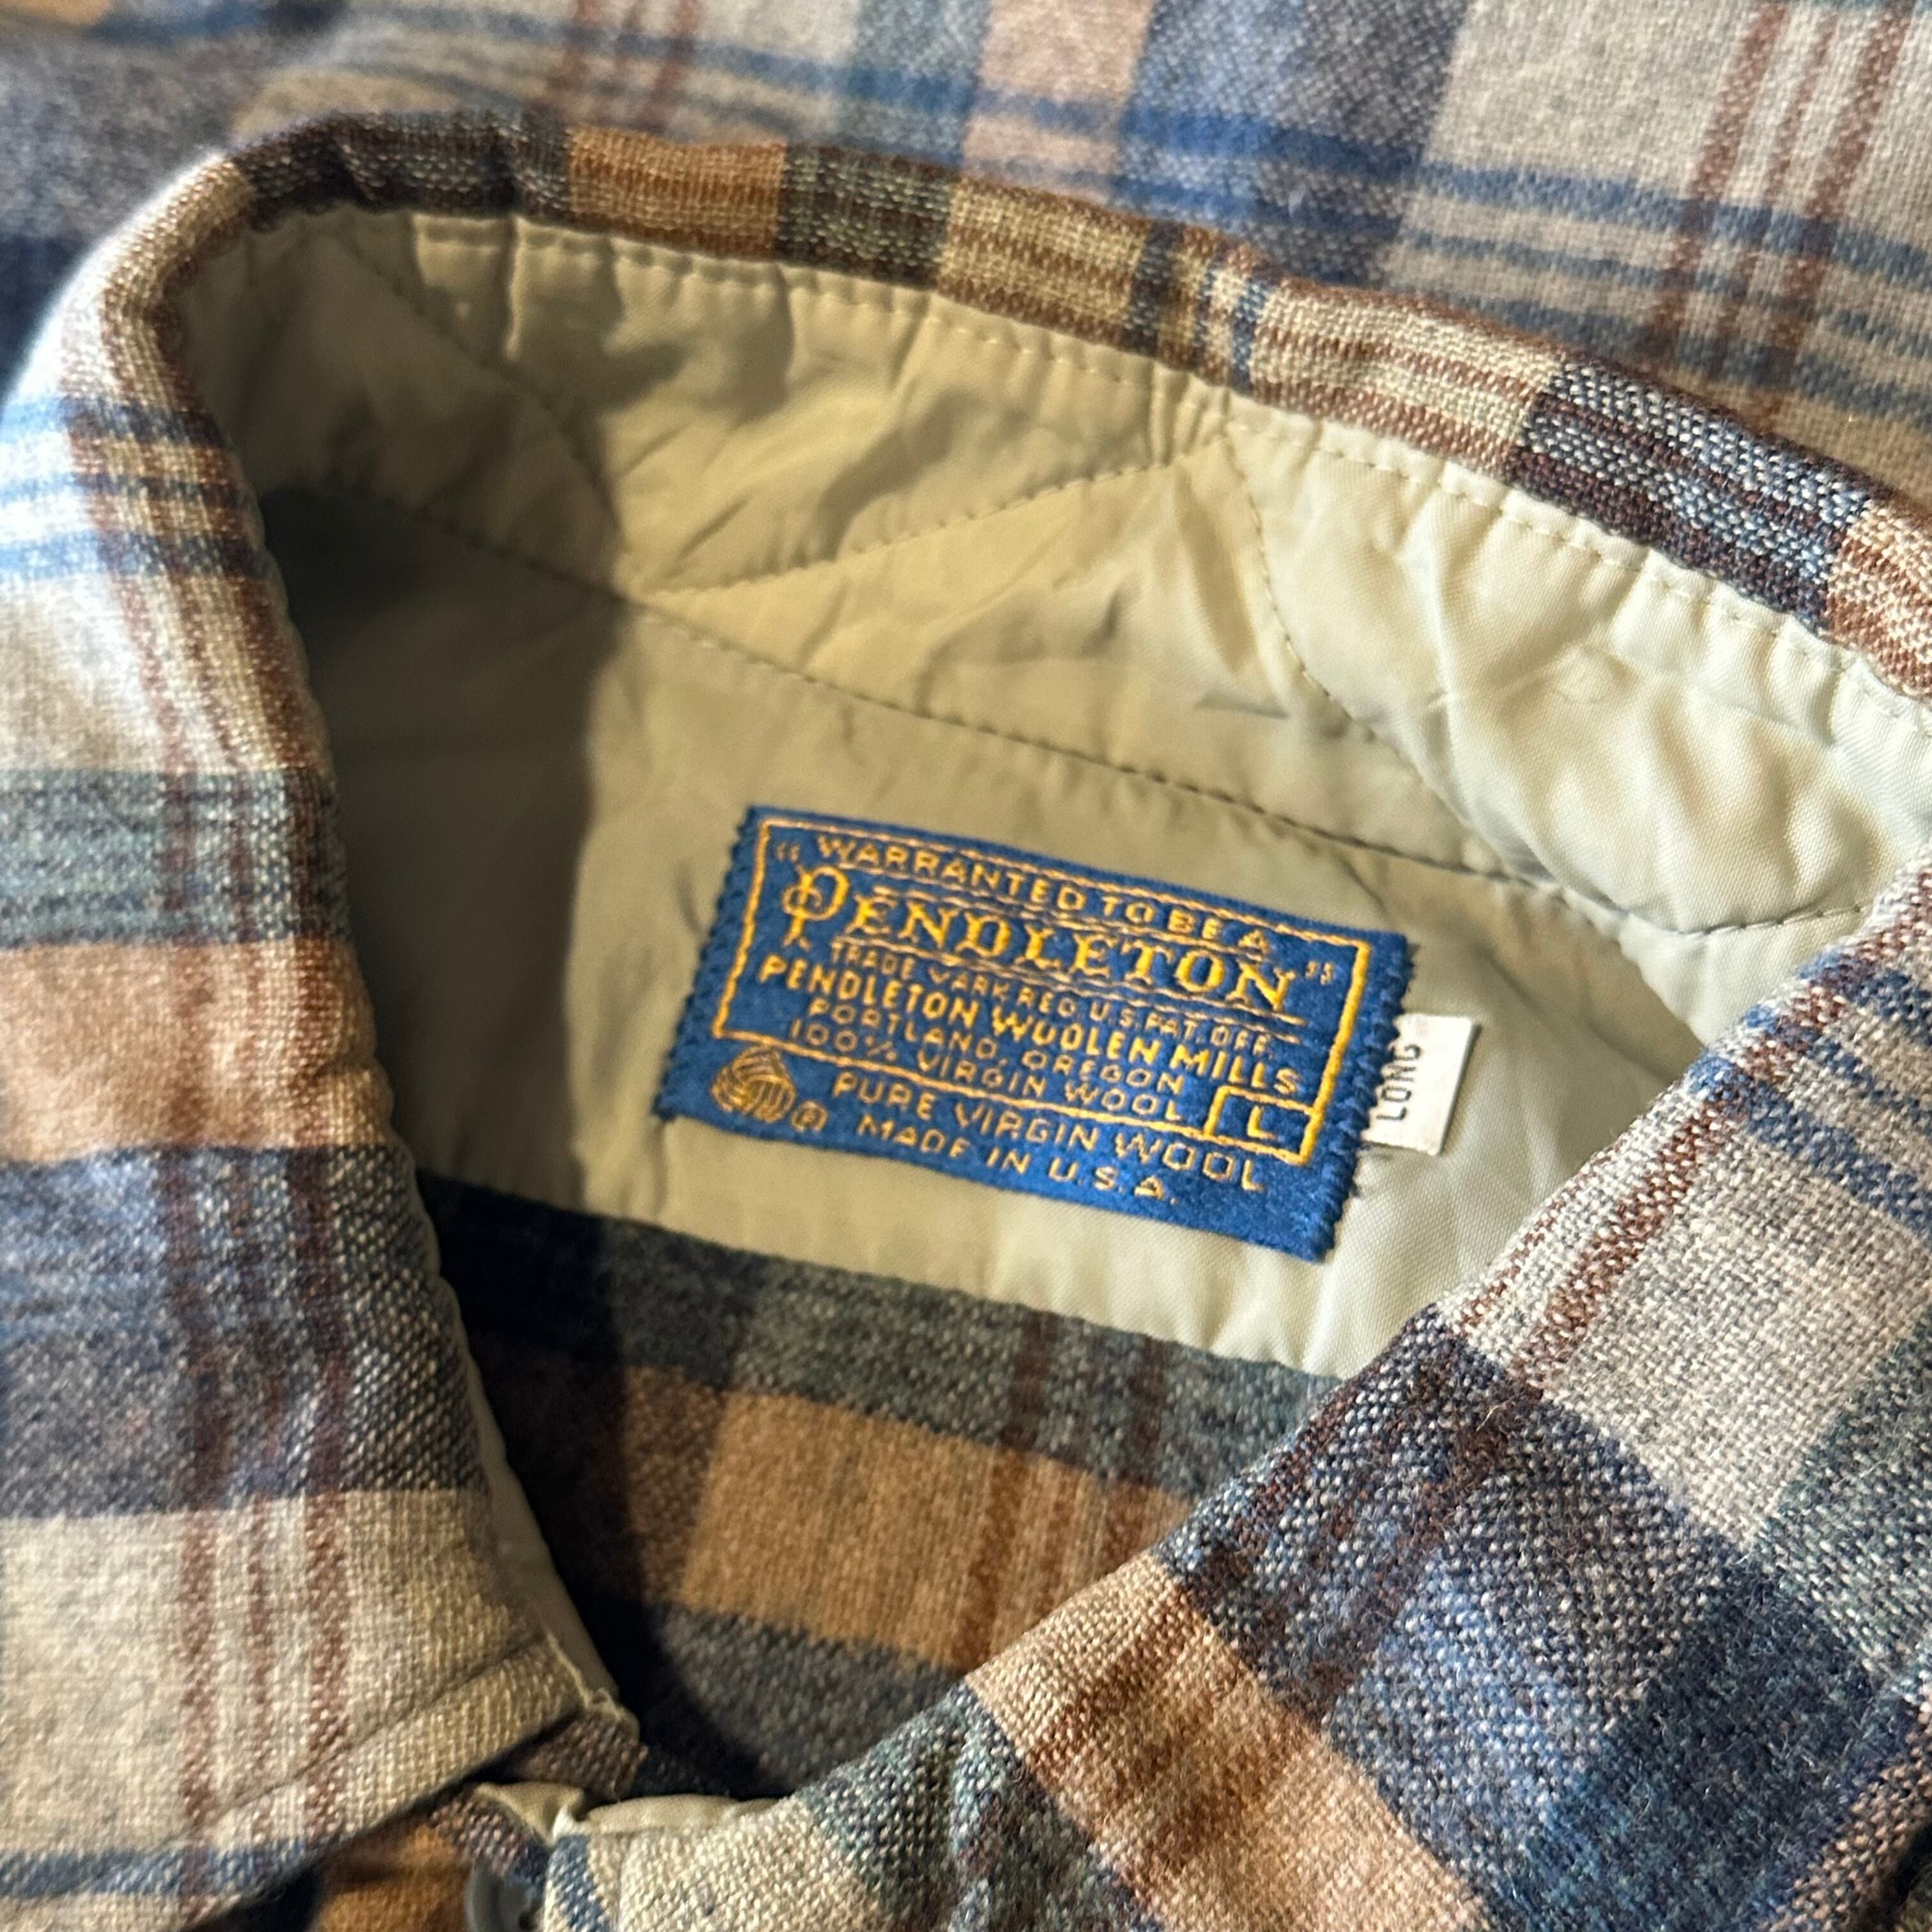 "WARRANTED TO BE A
PENDLETON"
TRADE MARK REG. U.S. PAT. OFF.
PENDLETON WOOLEN MILLS
PORTLAND, OREGON
100% VIRGIN WOOL
L
PURE VIRGIN WOOL
® MADE IN U.S.A.
LONG